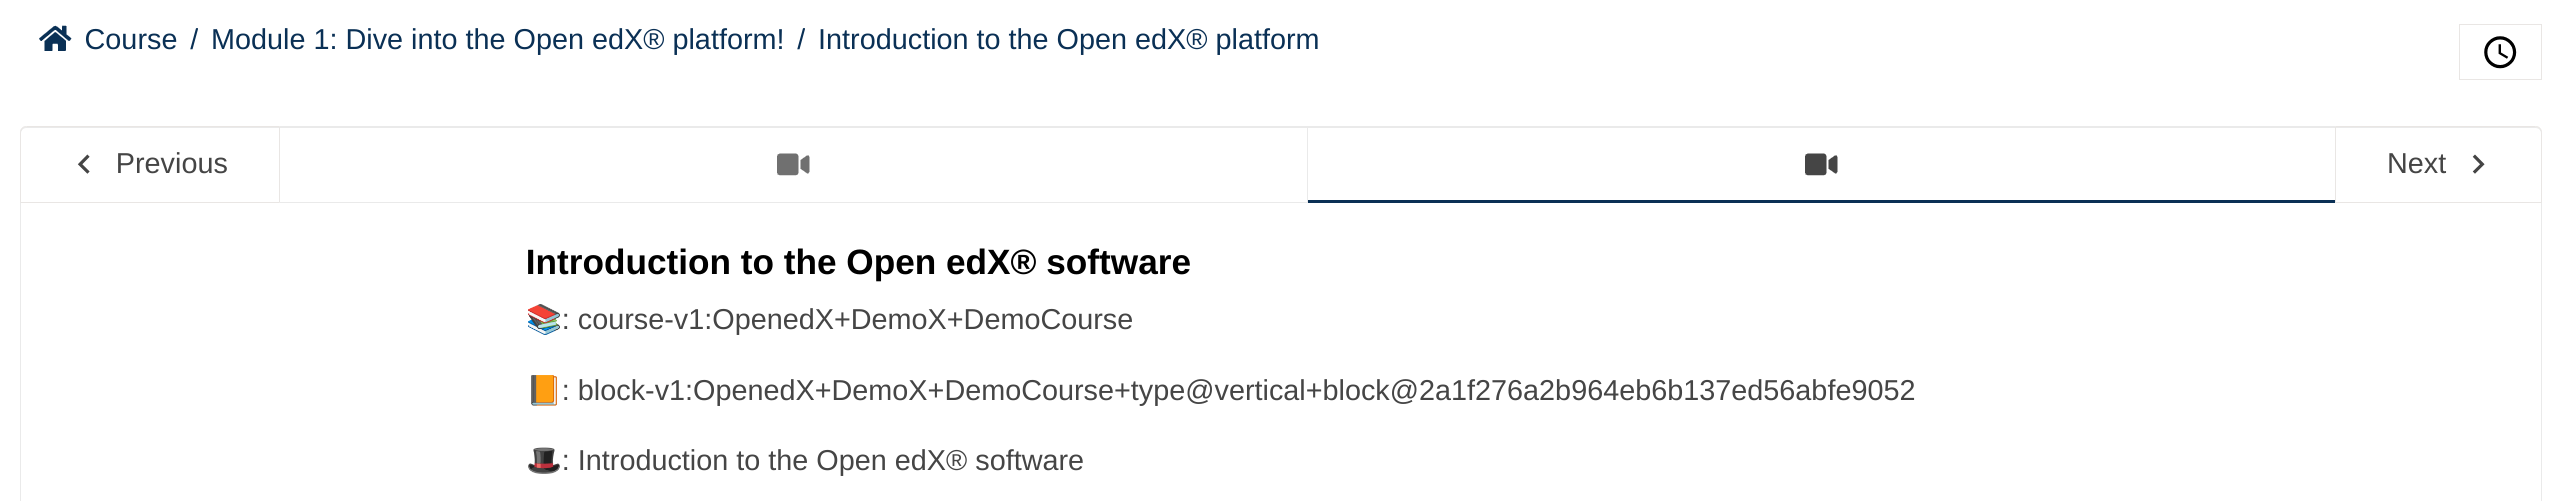 Course / Module 1: Dive into the Open edX® platform! / Introduction to the Open edX® platform
Previous
Next
Introduction to the Open edX® software
📚: course-v1:OpenedX+DemoX+DemoCourse
📙: block-v1:OpenedX+DemoX+DemoCourse+type@vertical+block@2a1f276a2b964eb6b137ed56abfe9052
🎩: Introduction to the Open edX® software